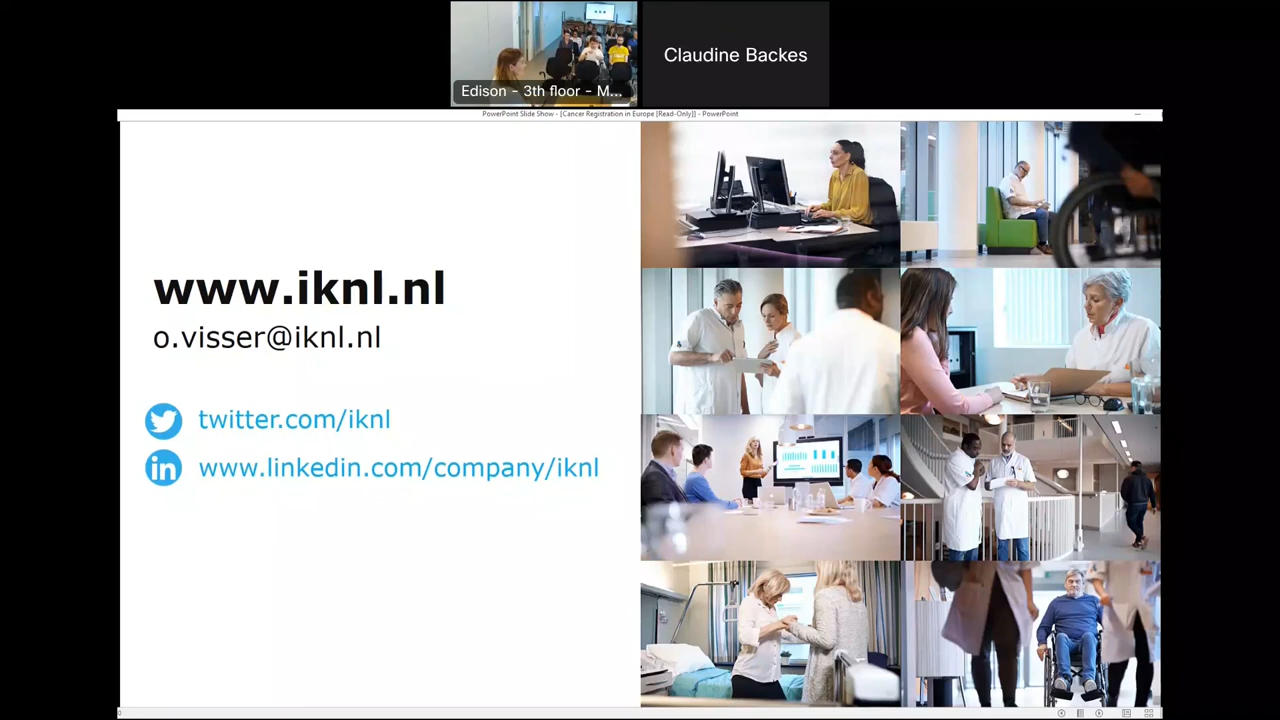 Edison - 3th floor - M...
Claudine Backes
PowerPoint Slide Show - [Cancer Registration in Europe [Read-Only]] - PowerPoint
www.iknl.nl
o.visser@iknl.nl
twitter.com/iknl
in www.linkedin.com/company/iknl